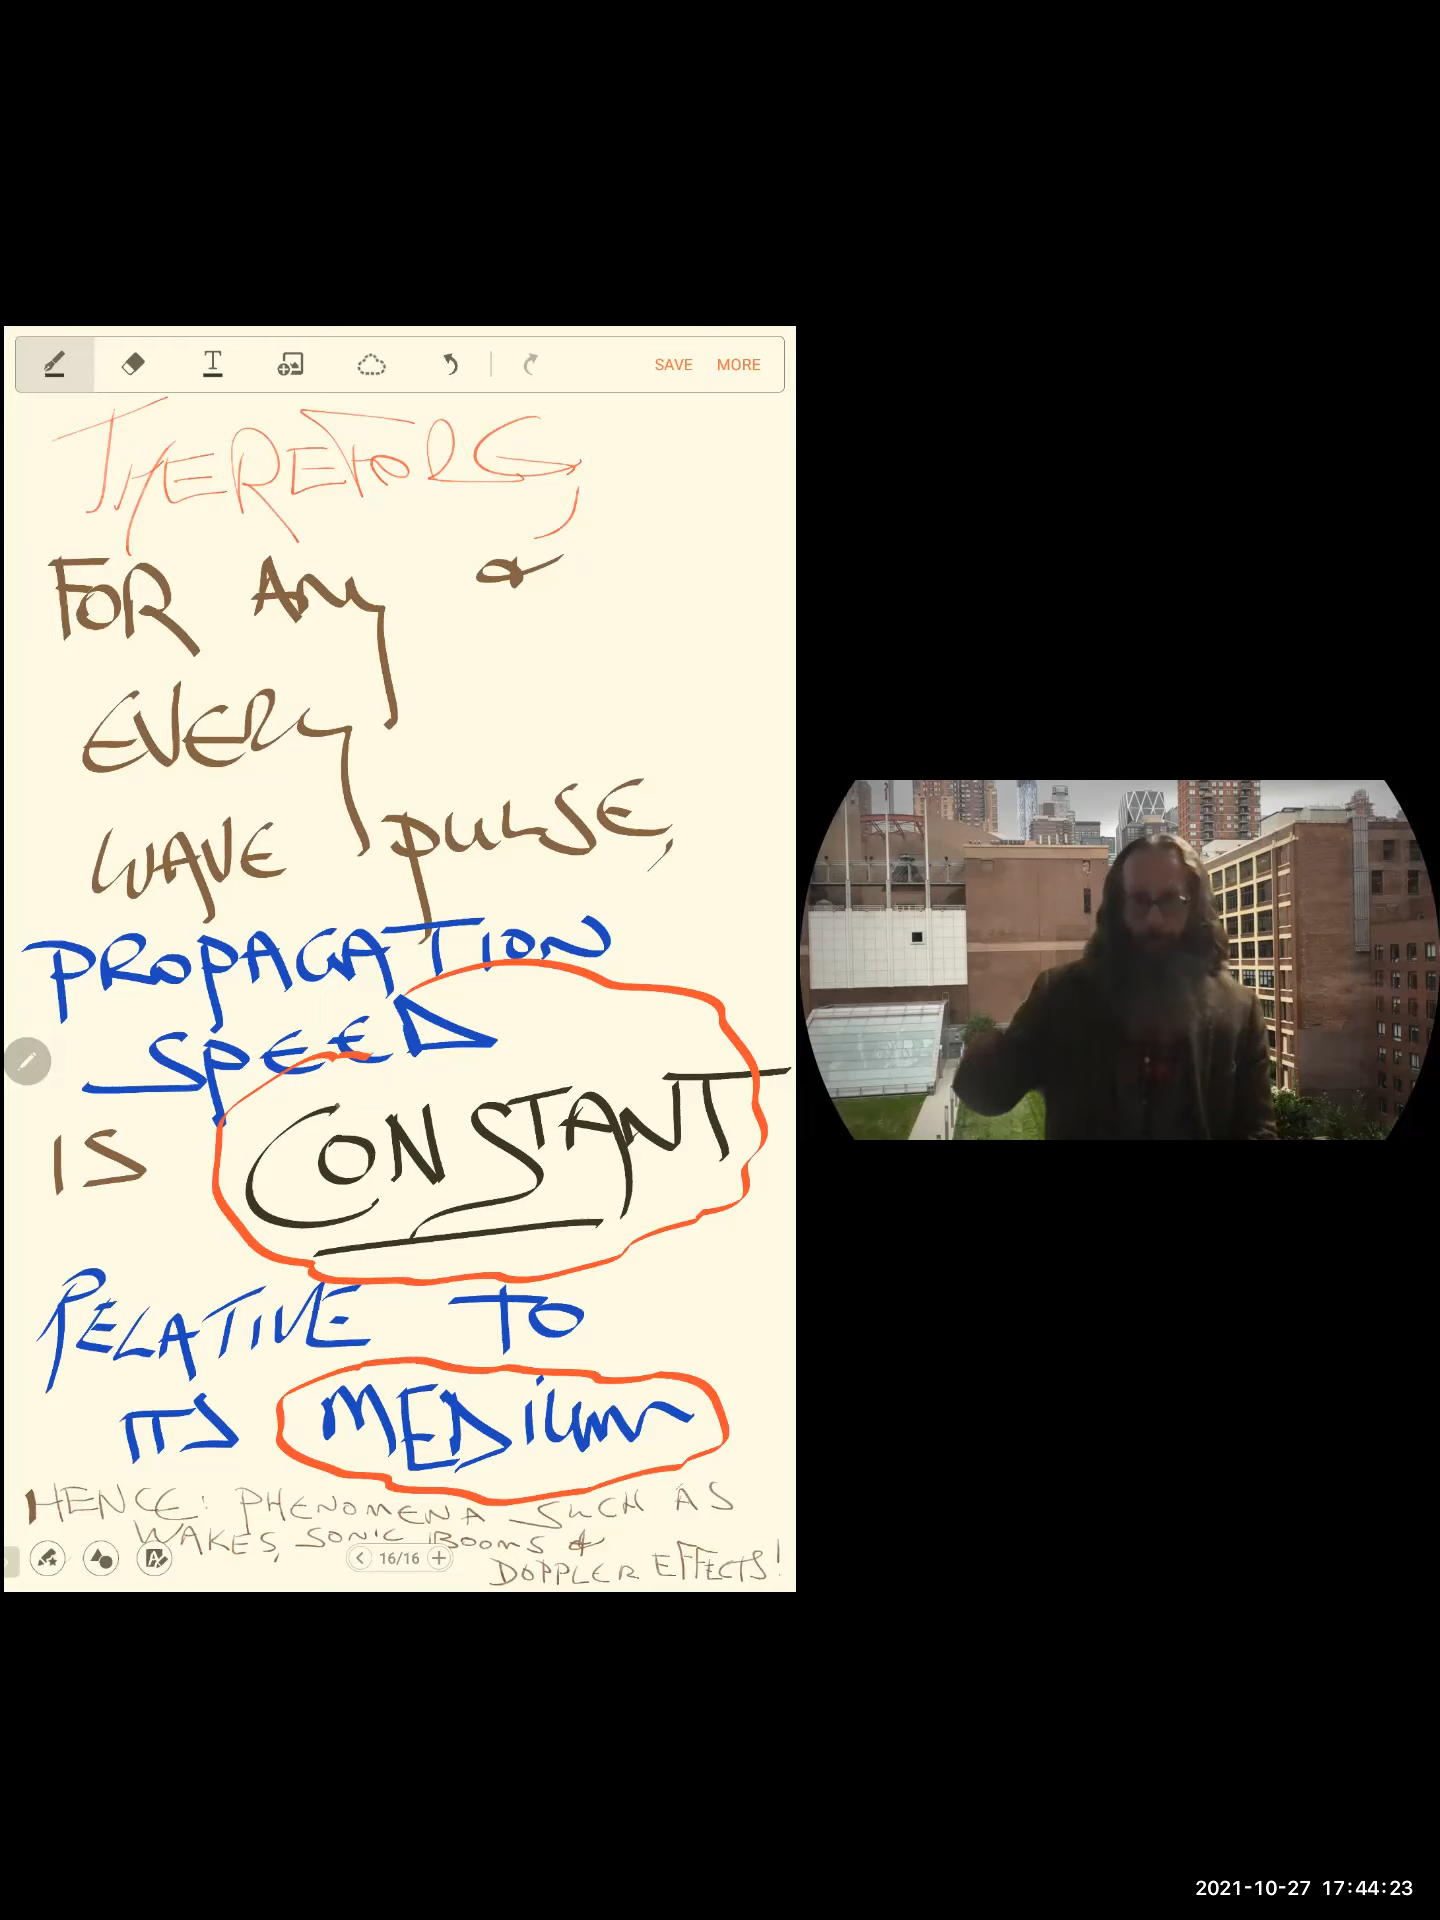 SAVE MORE
THEREFORE,
FOR ANY &
EVERY
WAVE PULSE,
PROPAGATION
SPEED
IS CONSTANT
RELATIVE TO
ITS MEDIUM
HENCE: PHENOMENA SUCH AS
WAKES, SONIC BOOMS &
DOPPLER EFFECTS!
16/16
2021-10-27 17:44:23